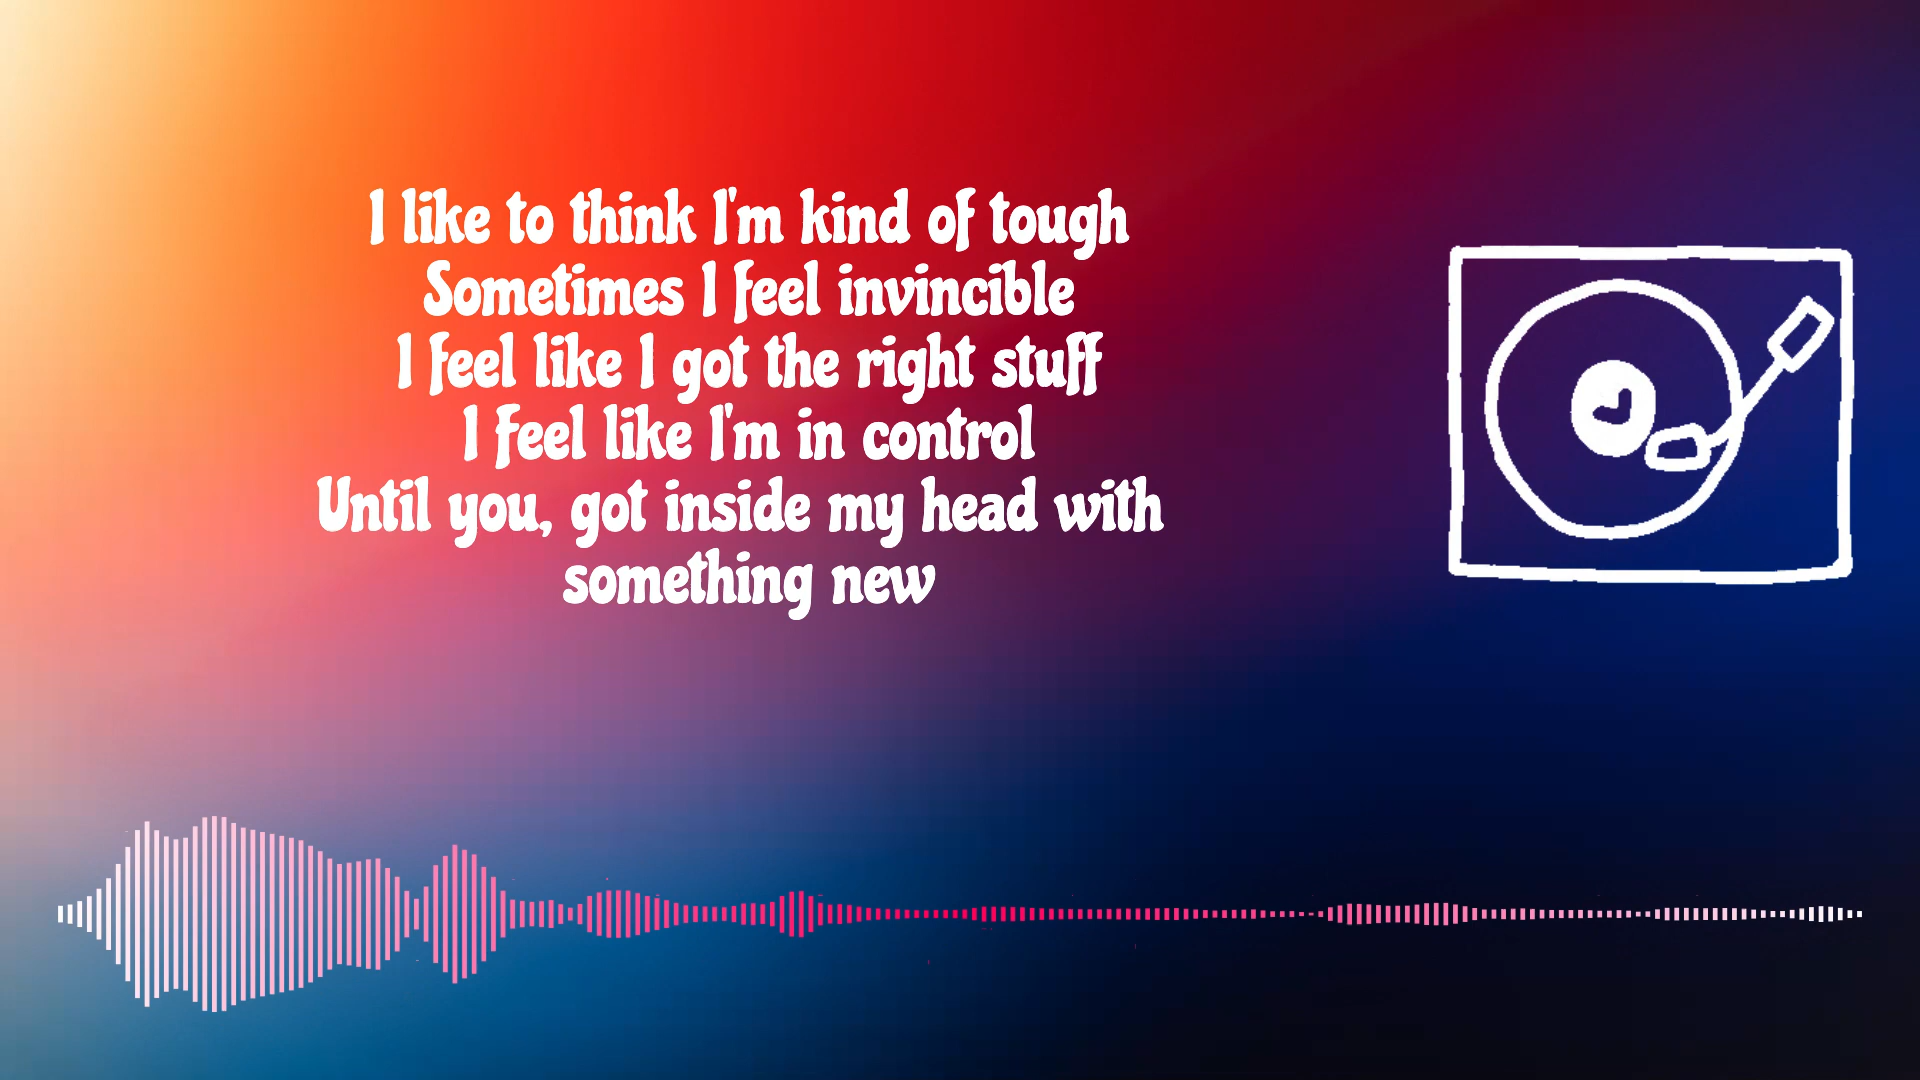 I like to think I'm kind of tough
Sometimes I feel invincible
I feel like I got the right stuff
I feel like I'm in control
Until you, got inside my head with
something new